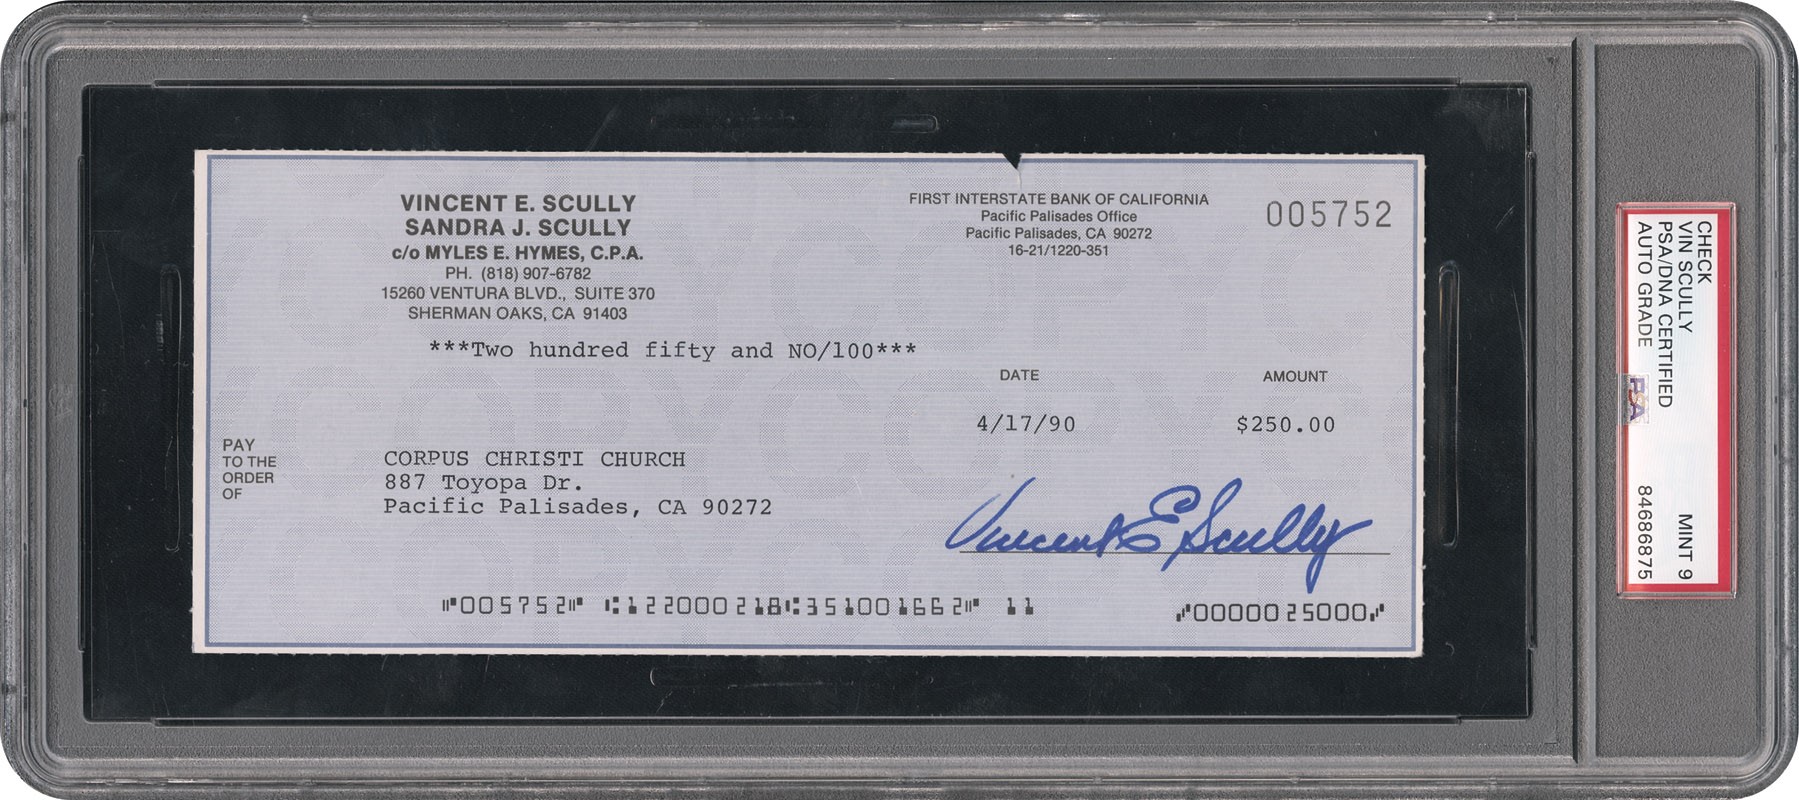 VINCENT E. SCULLY
SANDRA J. SCULLY
c/o MYLES E. HYMES, C.P.A.
PH. (818) 907-6782
15260 VENTURA BLVD., SUITE 370
SHERMAN OAKS, CA 91403
FIRST INTERSTATE BANK OF CALIFORNIA
Pacific Palisades Office
Pacific Palisades, CA 90272
16-21/1220-351
005752
***Two hundred fifty and NO/100***
DATE
AMOUNT
4/17/90
$250.00
PAY
TO THE
ORDER
OF
CORPUS CHRISTI CHURCH
887 Toyopa Dr.
Pacific Palisades, CA 90272
Vincent E Scully
⑈005752⑈ ⑆122000218⑆351001662⑈ 11
⑇0000025000⑇
COPY COPY
CHECK
VIN SCULLY
PSA/DNA CERTIFIED
AUTO GRADE
MINT 9
84686875
PSA